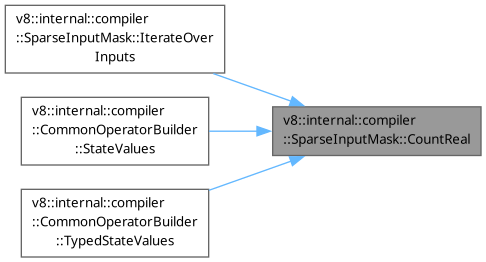 v8::internal::compiler
::SparseInputMask::IterateOver
Inputs
v8::internal::compiler
::CommonOperatorBuilder
::StateValues
v8::internal::compiler
::SparseInputMask::CountReal
v8::internal::compiler
::CommonOperatorBuilder
::TypedStateValues